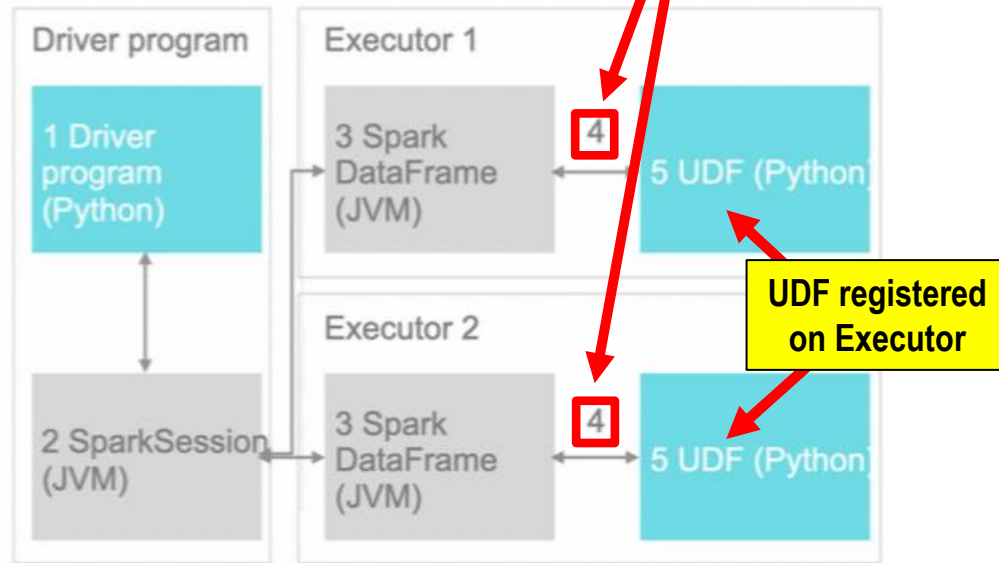 Driver program
1 Driver
program
(Python)
2 SparkSession
(JVM)
Executor 1
3 Spark
DataFrame
(JVM)
4
5 UDF (Python)
UDF registered
on Executor
Executor 2
3 Spark
DataFrame
(JVM)
4
5 UDF (Python)